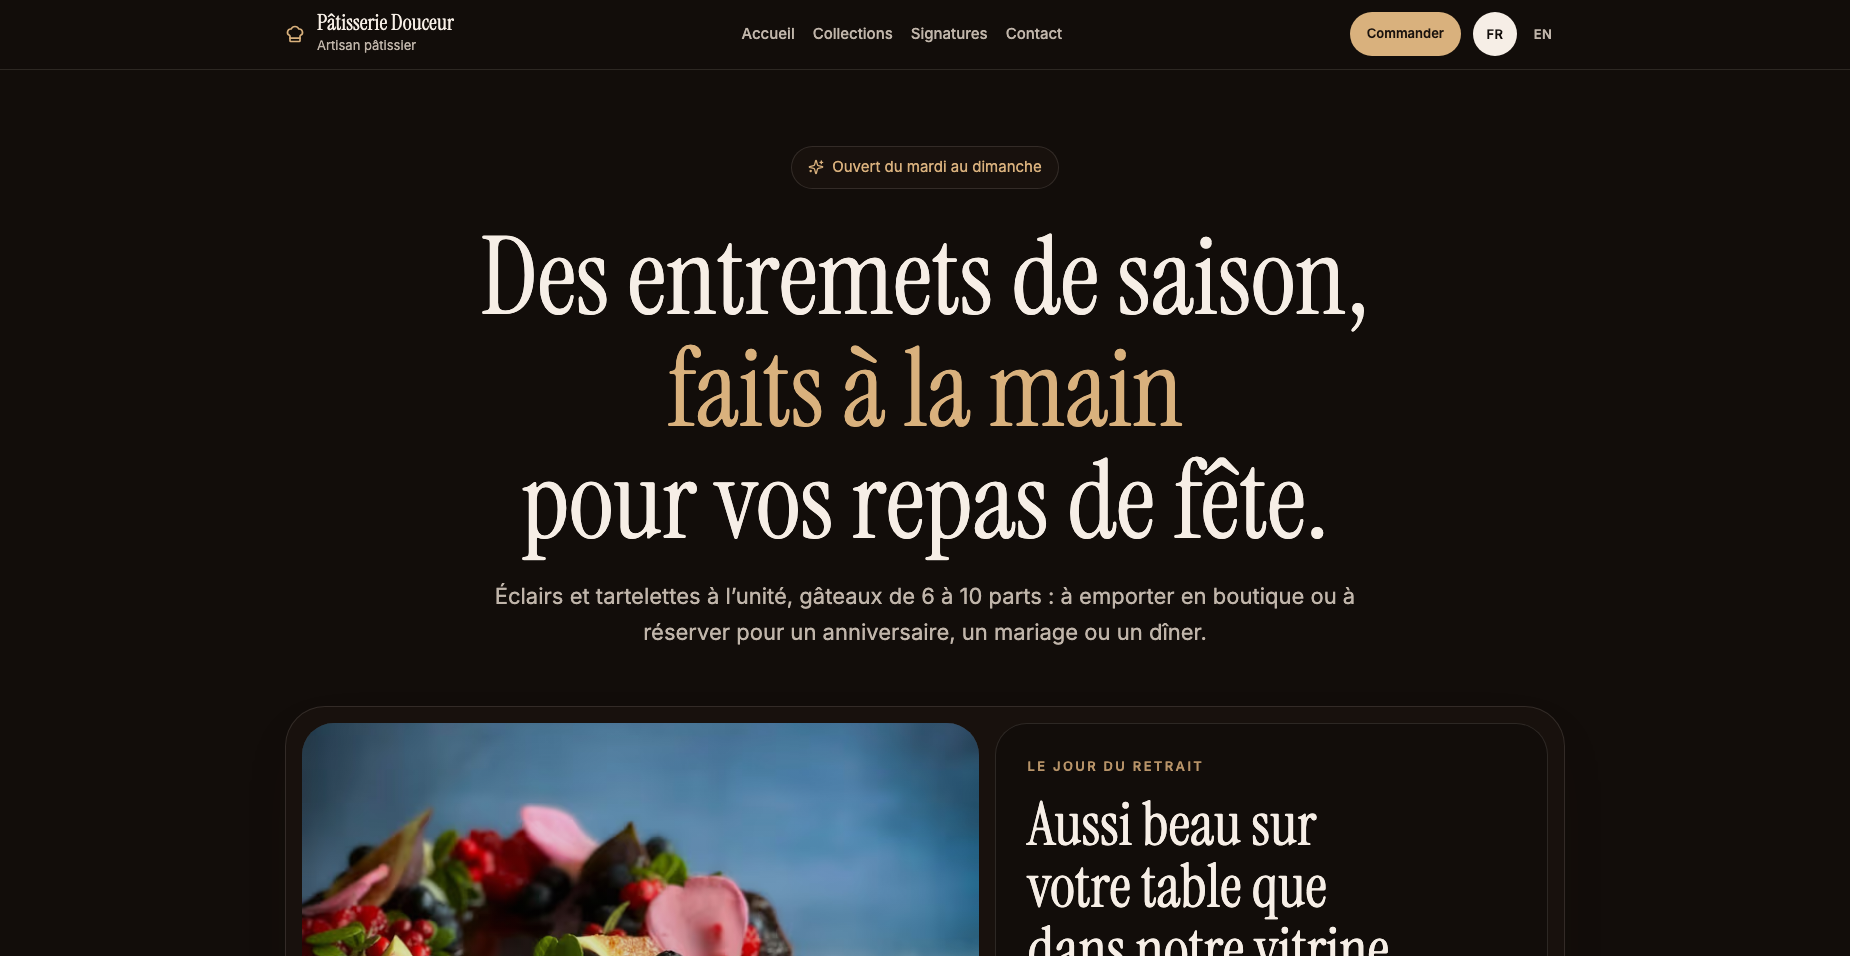 Pâtisserie Douceur
Artisan pâtissier
Accueil Collections Signatures Contact
Commander FR EN
Ouvert du mardi au dimanche
Des entremets de saison,
faits à la main
pour vos repas de fête.
Éclairs et tartelettes à l’unité, gâteaux de 6 à 10 parts : à emporter en boutique ou à
réserver pour un anniversaire, un mariage ou un dîner.
LE JOUR DU RETRAIT
Aussi beau sur
votre table que
dans notre vitrine